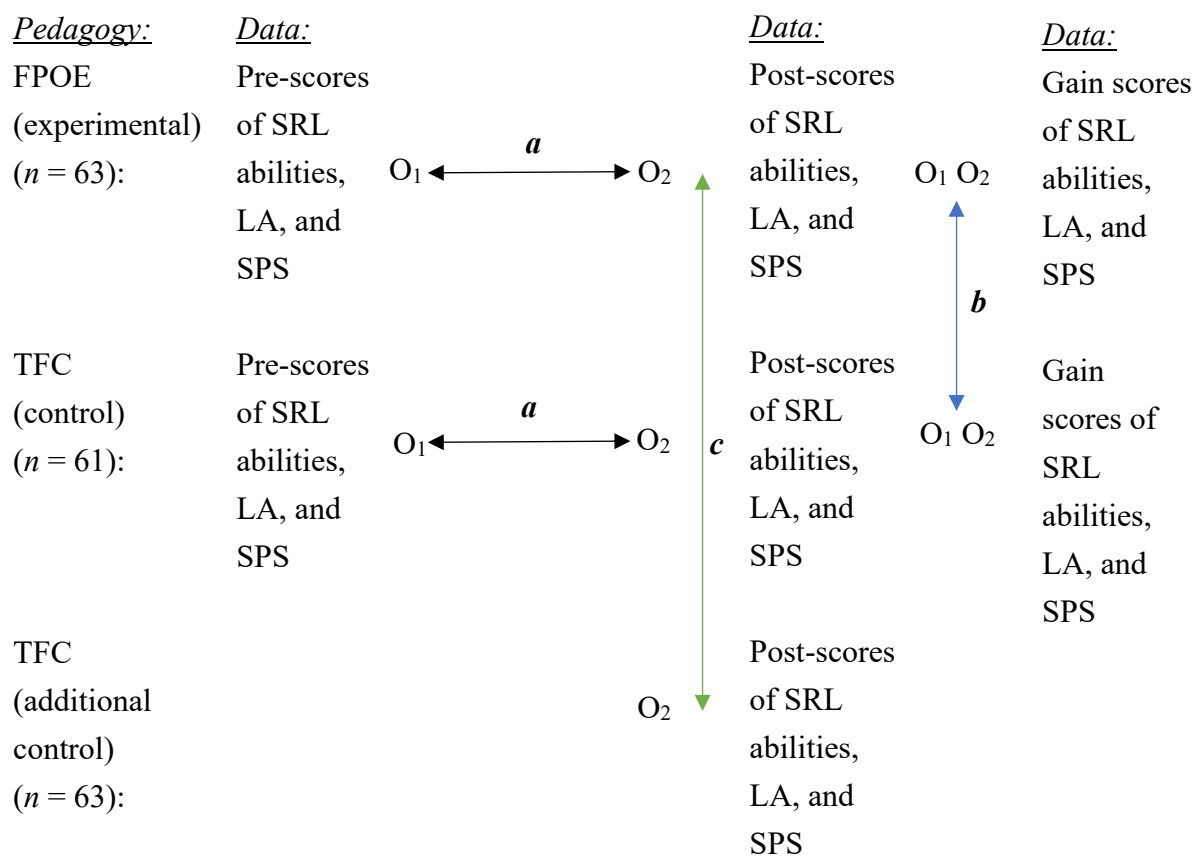 Pedagogy:
FPOE
(experimental)
(n = 63):
Data:
Pre-scores
of SRL
abilities,
LA, and
SPS
O₁
a
O₂
Data:
Post-scores
of SRL
abilities,
LA, and
SPS
O₁ O₂
Data:
Gain scores
of SRL
abilities,
LA, and
SPS
b
TFC
(control)
(n = 61):
Pre-scores
of SRL
abilities,
LA, and
SPS
O₁
a
O₂
c
Post-scores
of SRL
abilities,
LA, and
SPS
O₁ O₂
Gain
scores of
SRL
abilities,
LA, and
SPS
TFC
(additional
control)
(n = 63):
O₂
Post-scores
of SRL
abilities,
LA, and
SPS